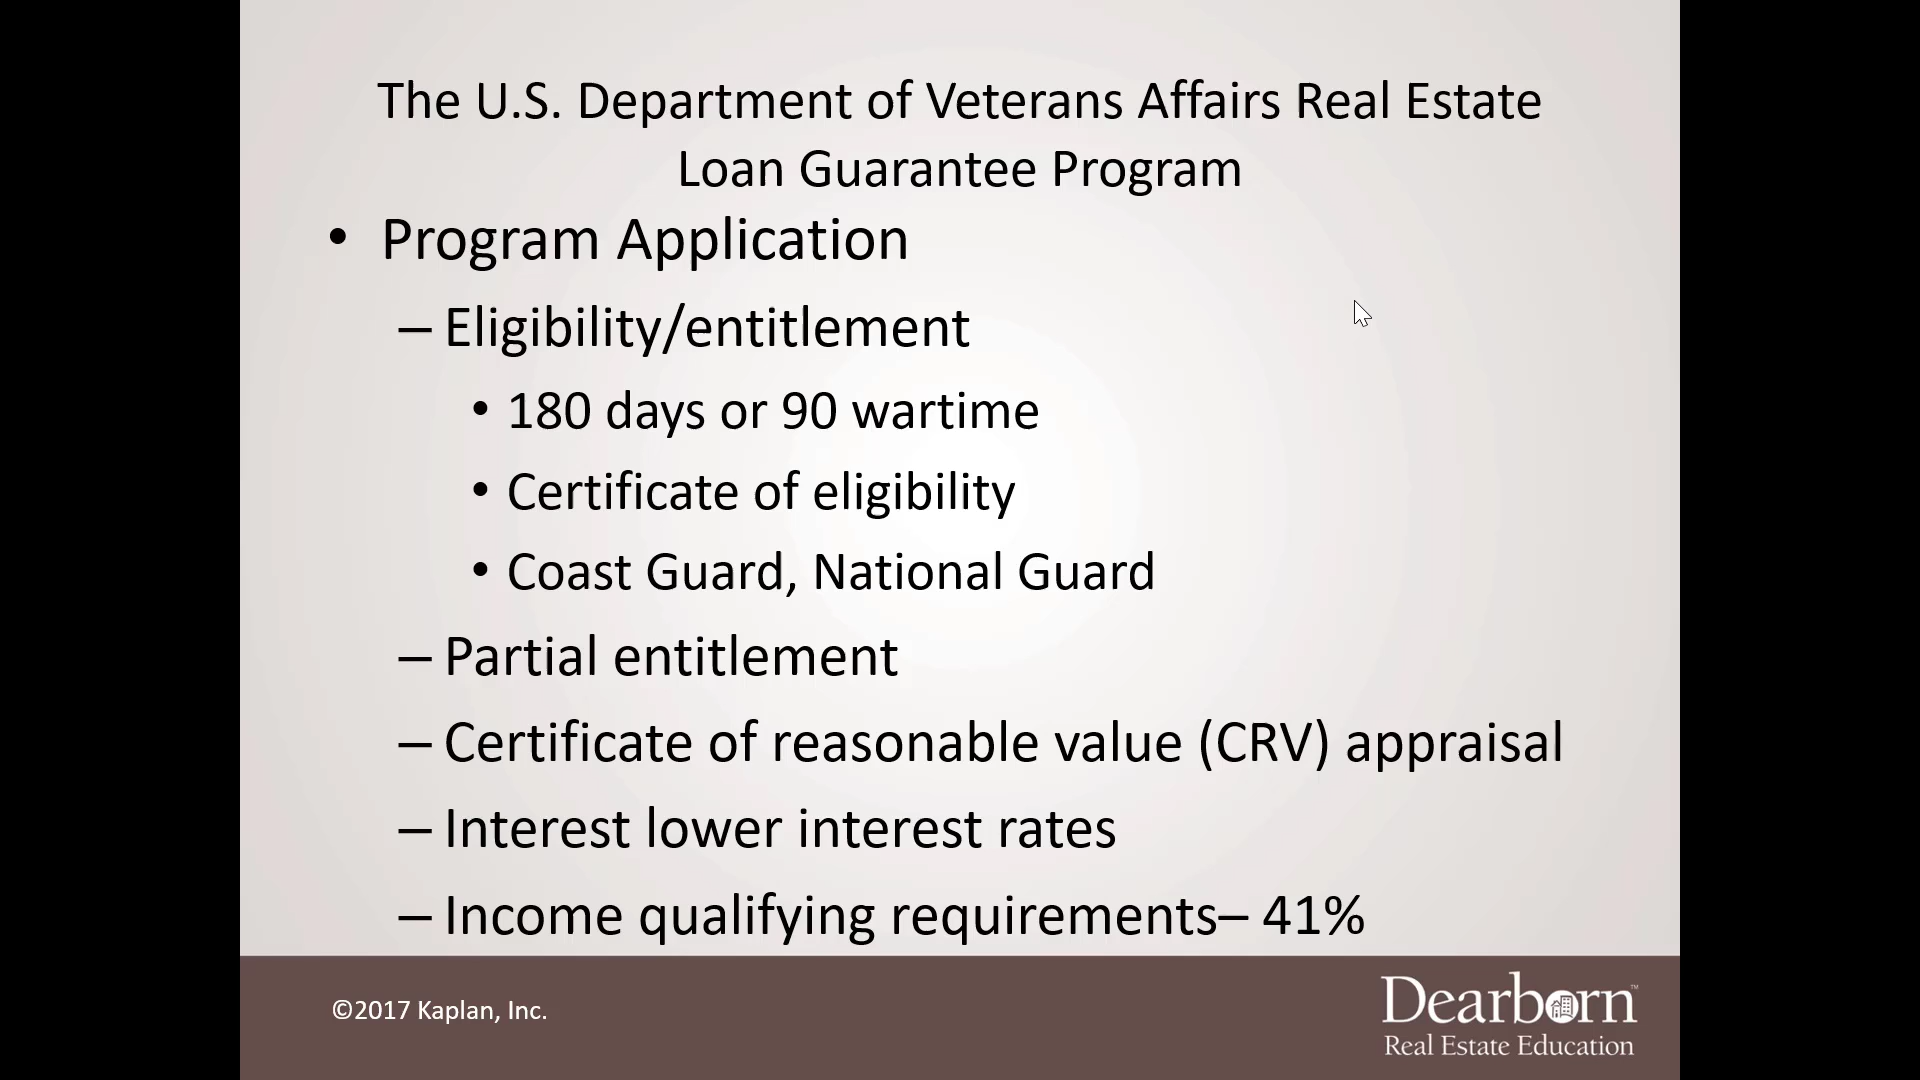 The U.S. Department of Veterans Affairs Real Estate
Loan Guarantee Program
• Program Application
– Eligibility/entitlement
• 180 days or 90 wartime
• Certificate of eligibility
• Coast Guard, National Guard
– Partial entitlement
– Certificate of reasonable value (CRV) appraisal
– Interest lower interest rates
– Income qualifying requirements– 41%
©2017 Kaplan, Inc.
Dearborn™
Real Estate Education